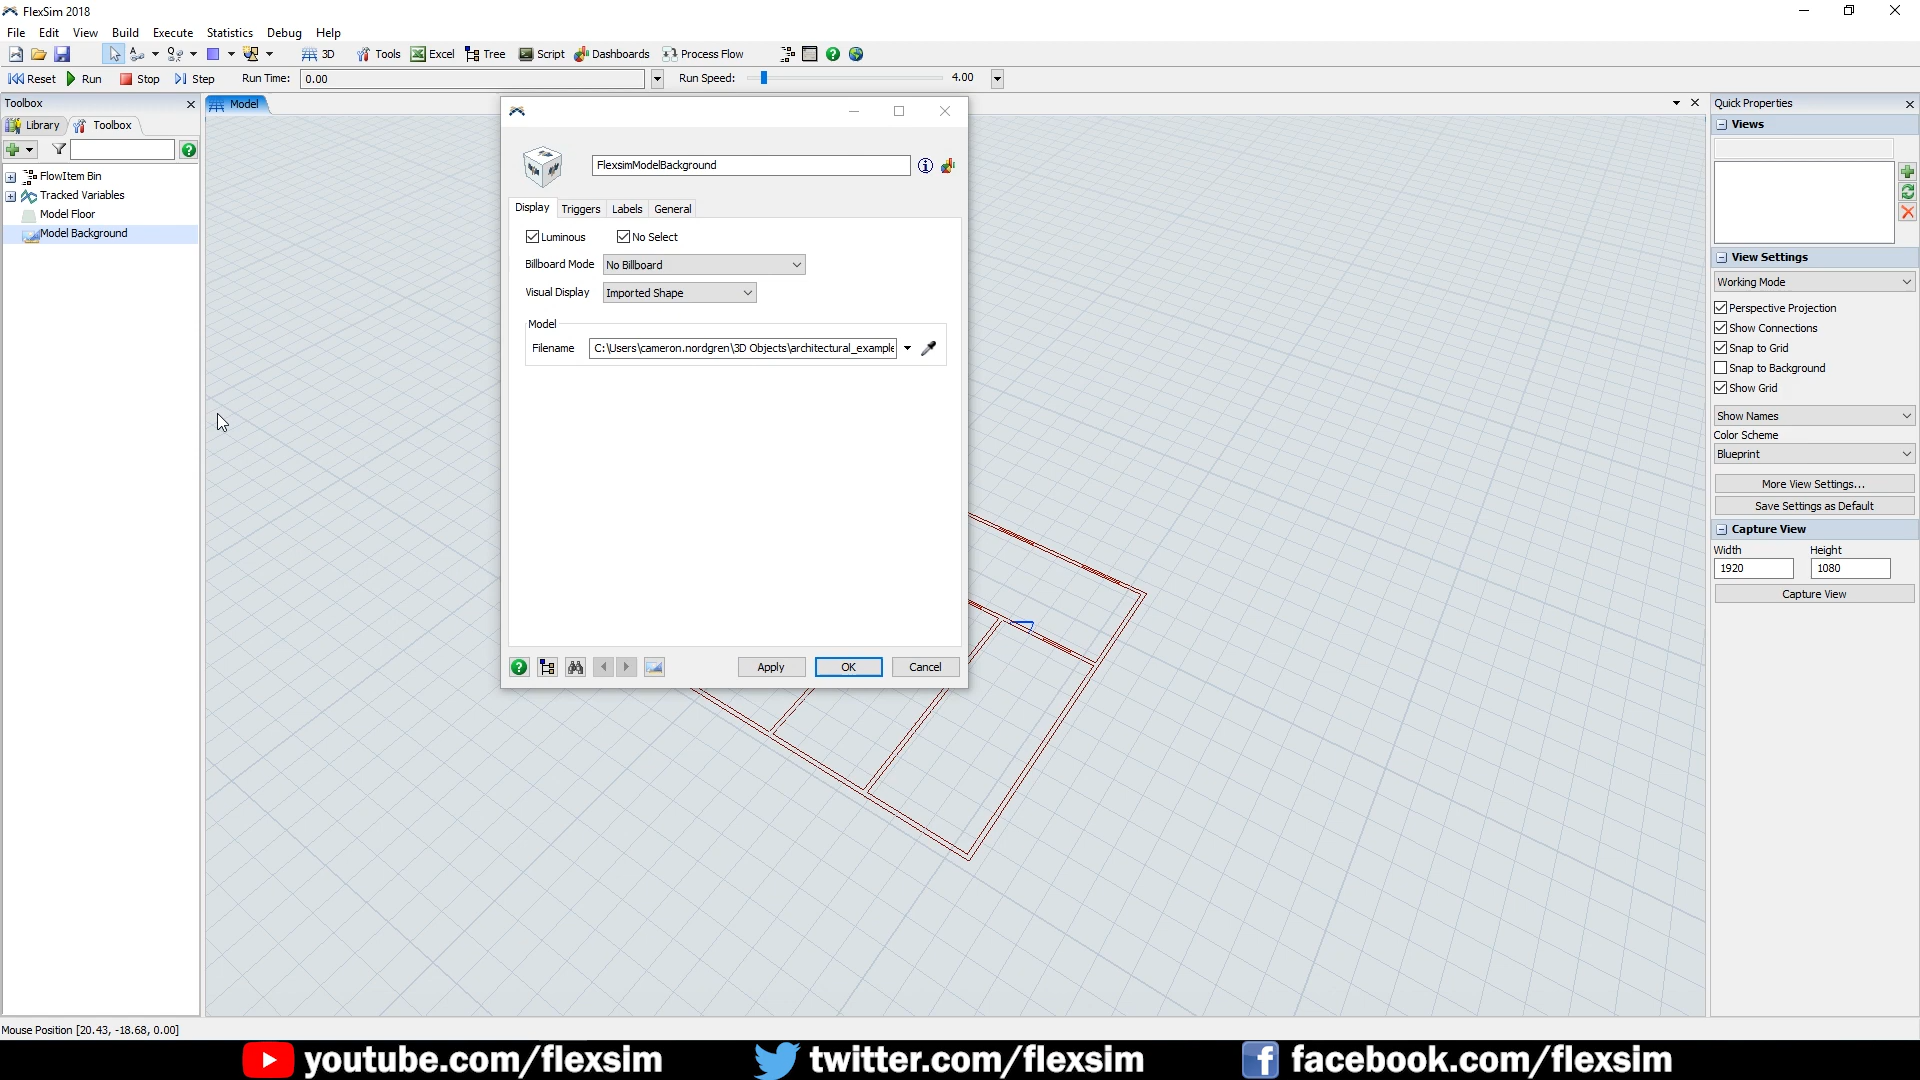 FlexSim 2018
File Edit View Build Execute Statistics Debug Help
A Q 3D Tools Excel Tree Script Dashboards Process Flow
Reset Run Stop Step Run Time: 0.00 Run Speed: 4.00
Toolbox
Model
Quick Properties
Library Toolbox
Views
FlowItem Bin
Tracked Variables
Model Floor
Model Background
FlexsimModelBackground
Display Triggers Labels General
Luminous No Select
Billboard Mode No Billboard
Visual Display Imported Shape
Model
Filename C:\Users\cameron.nordgren\3D Objects\architectural_example
Apply OK Cancel
View Settings
Working Mode
Perspective Projection
Show Connections
Snap to Grid
Snap to Background
Show Grid
Show Names
Color Scheme
Blueprint
More View Settings...
Save Settings as Default
Capture View
Width Height
1920 1080
Capture View
Mouse Position [20.43, -18.68, 0.00]
youtube.com/flexsim twitter.com/flexsim facebook.com/flexsim